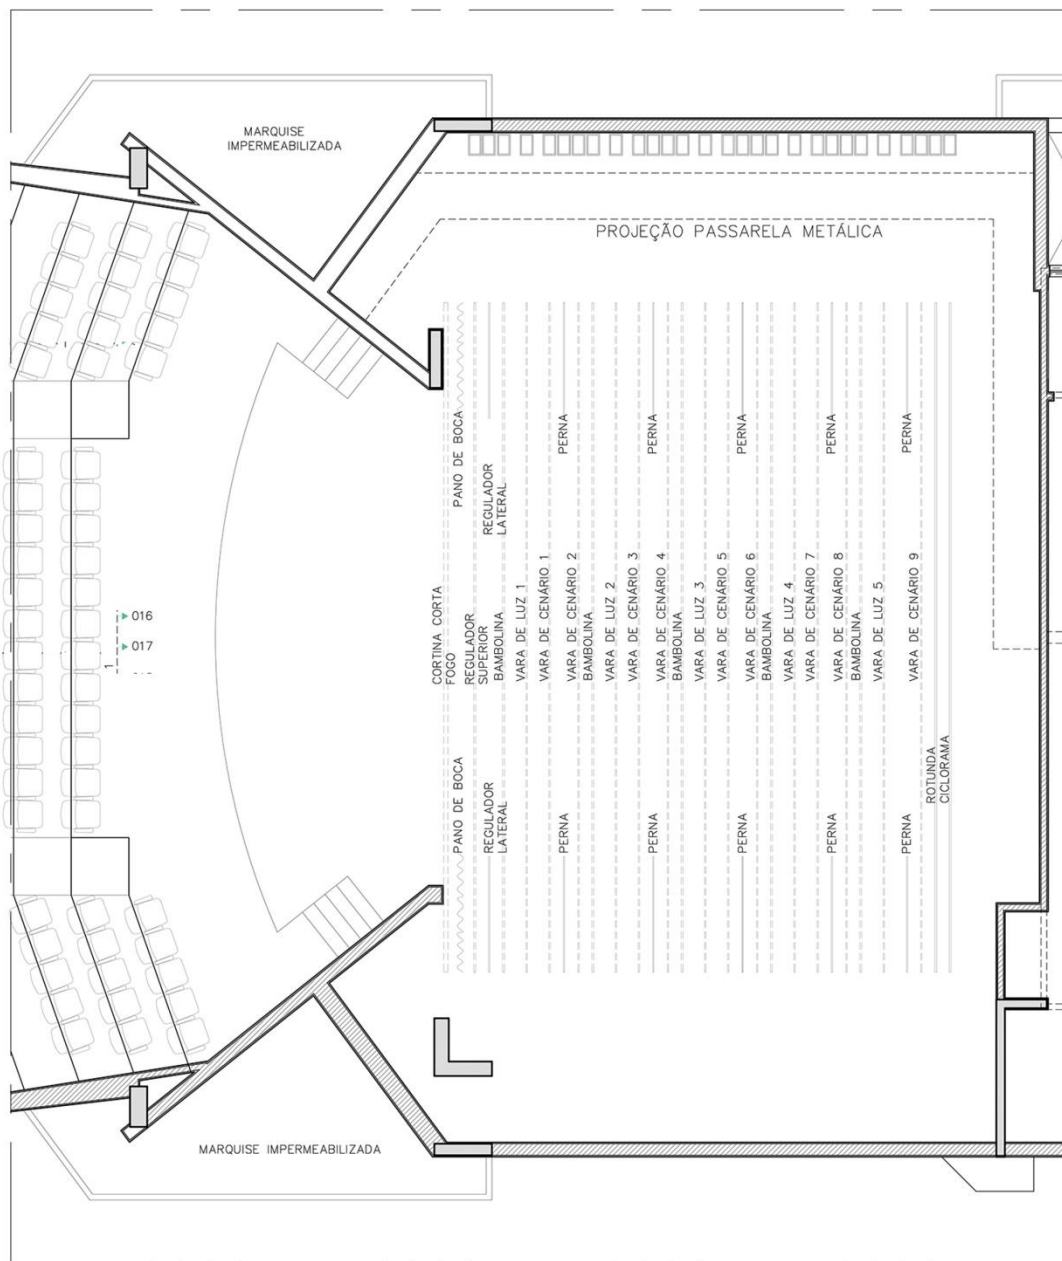 MARQUISE
IMPERMEABILIZADA
PROJEÇÃO PASSARELA METÁLICA
PANO DE BOCA
REGULADOR
LATERAL
PERNA
PERNA
PERNA
PERNA
PERNA
016
017
1
CORTINA CORTA
FOGO
REGULADOR
SUPERIOR
BAMBOLINA
VARA DE LUZ 1
VARA DE CENÁRIO 1
VARA DE CENÁRIO 2
BAMBOLINA
VARA DE LUZ 2
VARA DE CENÁRIO 3
VARA DE CENÁRIO 4
BAMBOLINA
VARA DE LUZ 3
VARA DE CENÁRIO 5
VARA DE CENÁRIO 6
BAMBOLINA
VARA DE LUZ 4
VARA DE CENÁRIO 7
VARA DE CENÁRIO 8
BAMBOLINA
VARA DE LUZ 5
VARA DE CENÁRIO 9
PANO DE BOCA
REGULADOR
LATERAL
PERNA
PERNA
PERNA
PERNA
PERNA
ROTUNDA
CICLORAMA
MARQUISE IMPERMEABILIZADA